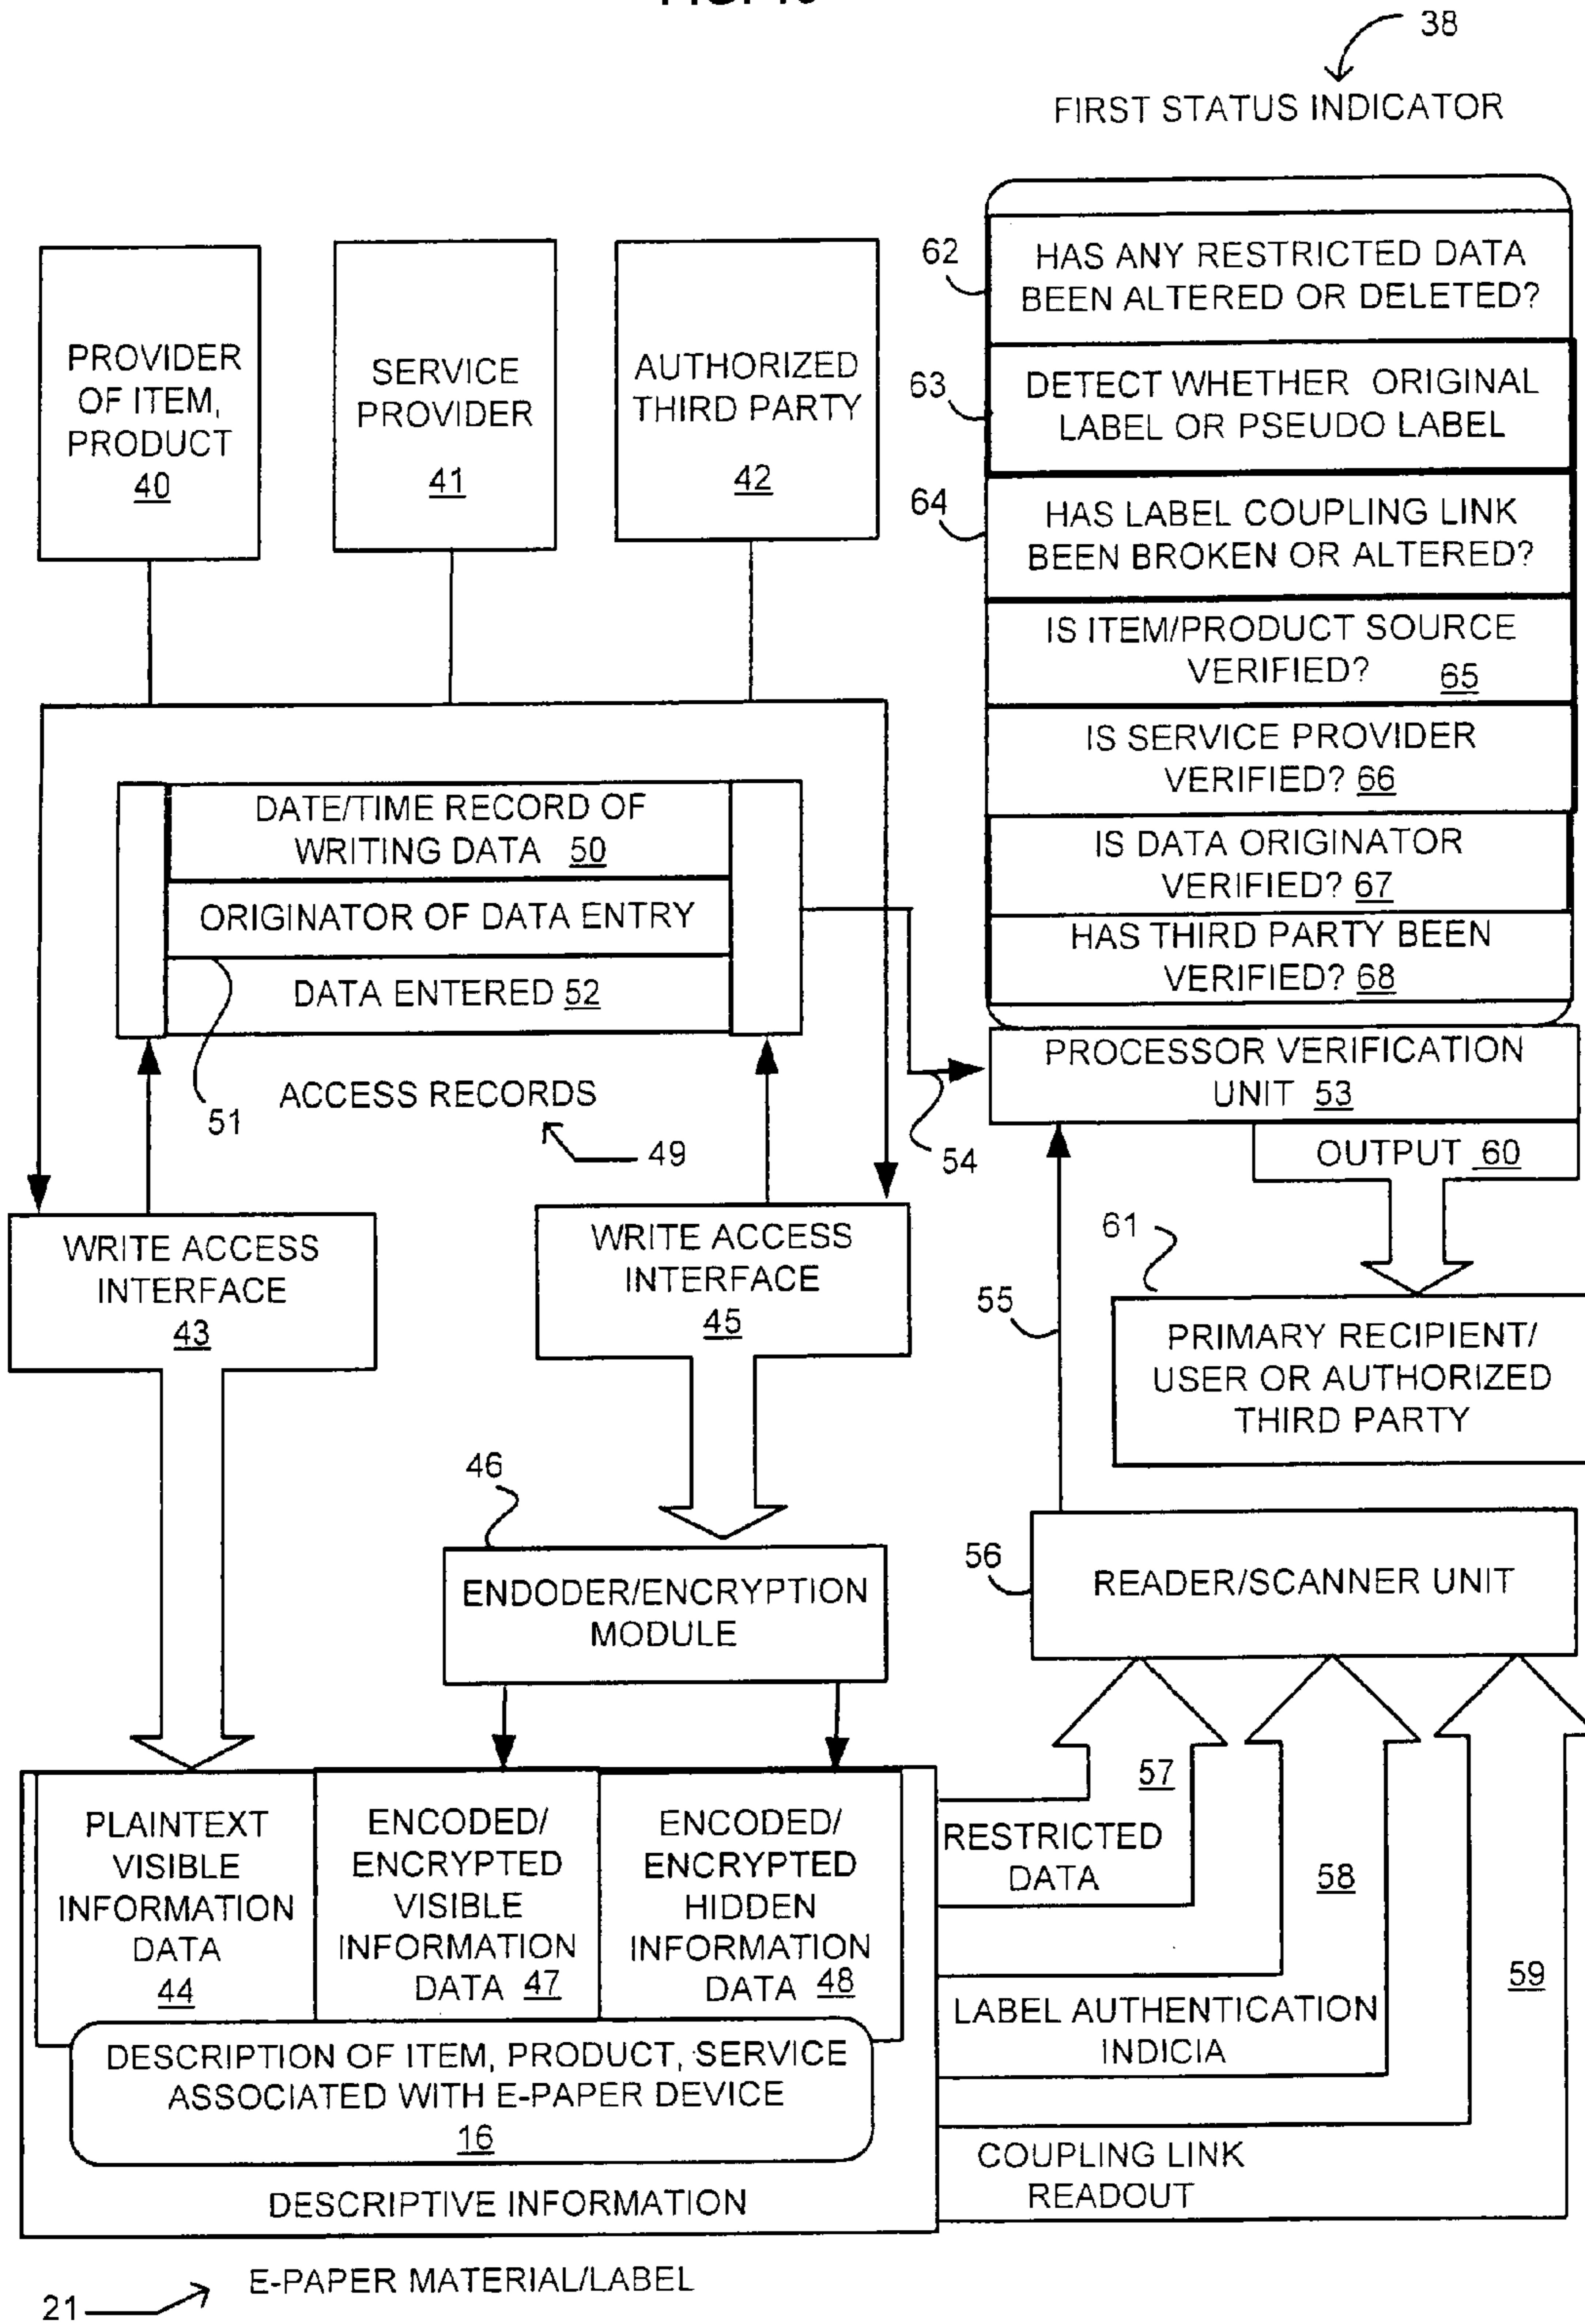 38
FIRST STATUS INDICATOR
PROVIDER
OF ITEM,
PRODUCT
40
SERVICE
PROVIDER
41
AUTHORIZED
THIRD PARTY
42
62
HAS ANY RESTRICTED DATA
BEEN ALTERED OR DELETED?
63
DETECT WHETHER ORIGINAL
LABEL OR PSEUDO LABEL
64
HAS LABEL COUPLING LINK
BEEN BROKEN OR ALTERED?
IS ITEM/PRODUCT SOURCE
VERIFIED? 65
IS SERVICE PROVIDER
VERIFIED? 66
IS DATA ORIGINATOR
VERIFIED? 67
HAS THIRD PARTY BEEN
VERIFIED? 68
DATE/TIME RECORD OF
WRITING DATA 50
ORIGINATOR OF DATA ENTRY
DATA ENTERED 52
51
ACCESS RECORDS
49
54
PROCESSOR VERIFICATION
UNIT 53
OUTPUT 60
WRITE ACCESS
INTERFACE
43
WRITE ACCESS
INTERFACE
45
61
55
PRIMARY RECIPIENT/
USER OR AUTHORIZED
THIRD PARTY
46
ENDODER/ENCRYPTION
MODULE
56
READER/SCANNER UNIT
PLAINTEXT
VISIBLE
INFORMATION
DATA
44
ENCODED/
ENCRYPTED
VISIBLE
INFORMATION
DATA 47
ENCODED/
ENCRYPTED
HIDDEN
INFORMATION
DATA 48
57
RESTRICTED
DATA
58
LABEL AUTHENTICATION
INDICIA
59
COUPLING LINK
READOUT
DESCRIPTION OF ITEM, PRODUCT, SERVICE
ASSOCIATED WITH E-PAPER DEVICE
16
DESCRIPTIVE INFORMATION
21
E-PAPER MATERIAL/LABEL